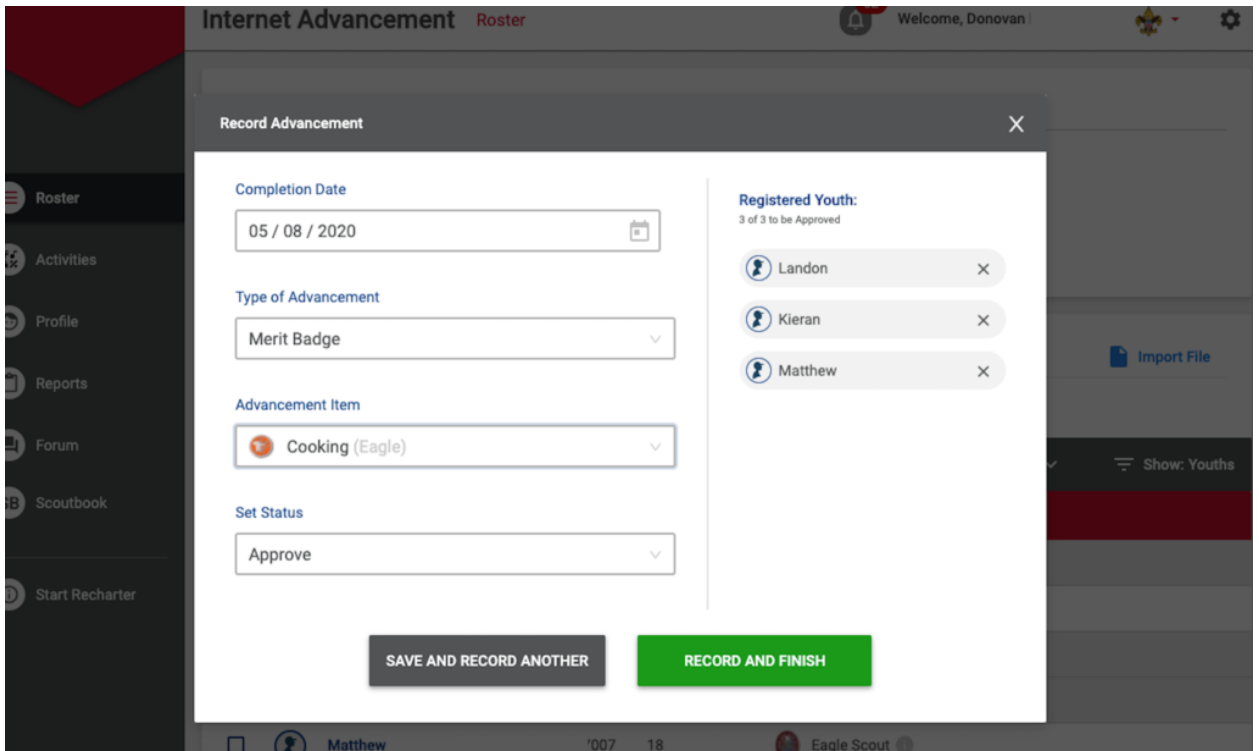 Internet Advancement Roster
Welcome, Donovan
Record Advancement
Roster
Activities
Profile
Reports
Forum
SB Scoutbook
Start Recharter
Completion Date
05 / 08 / 2020
Type of Advancement
Merit Badge
Advancement Item
Cooking (Eagle)
Set Status
Approve
Registered Youth:
3 of 3 to be Approved
Landon
Kieran
Matthew
SAVE AND RECORD ANOTHER
RECORD AND FINISH
Import File
Show: Youths
Matthew '007 18 Eagle Scout